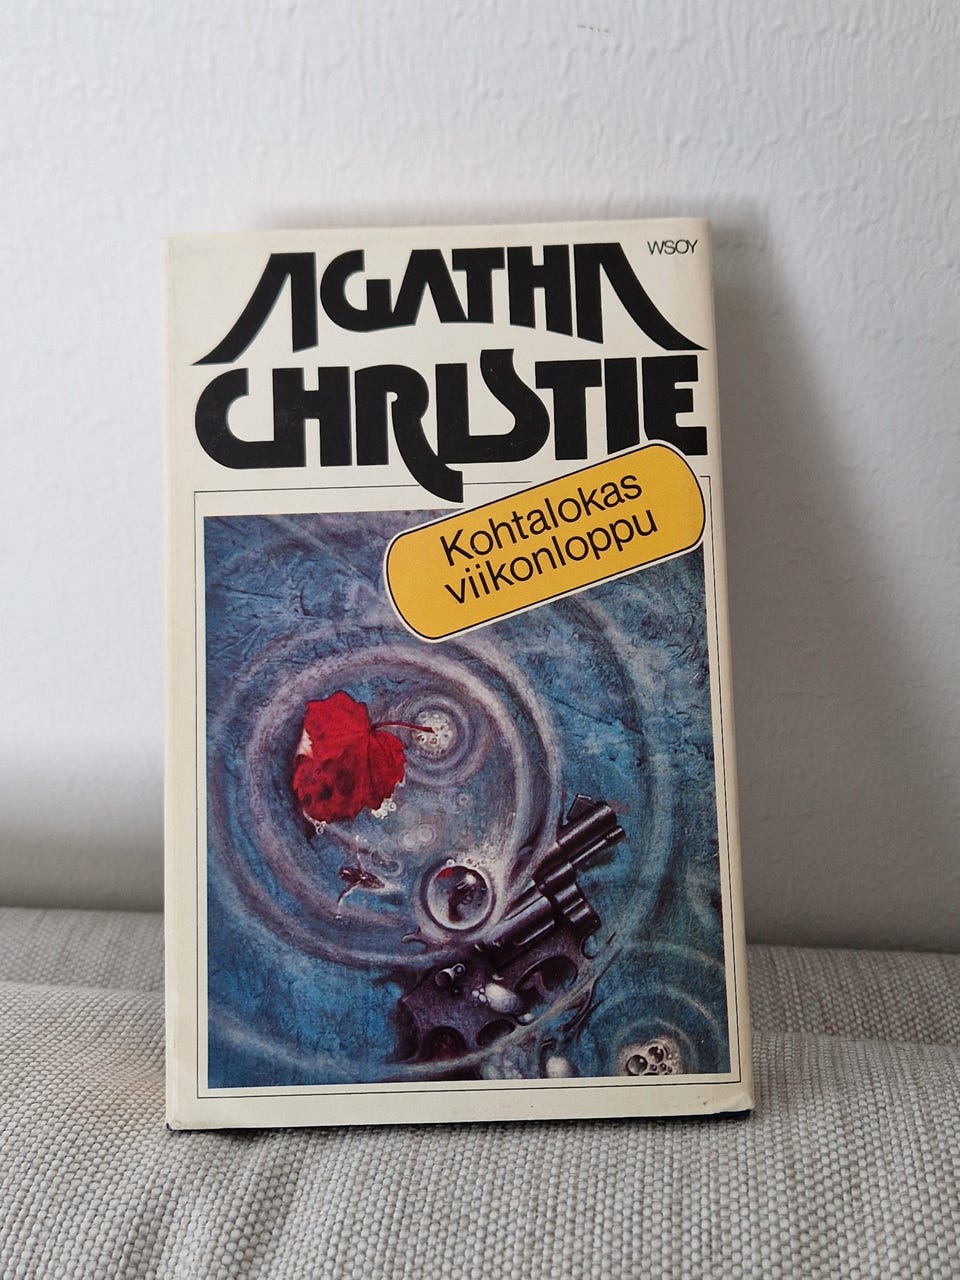 WSOY
AGATHA
CHRISTIE
Kohtalokas
viikonloppu